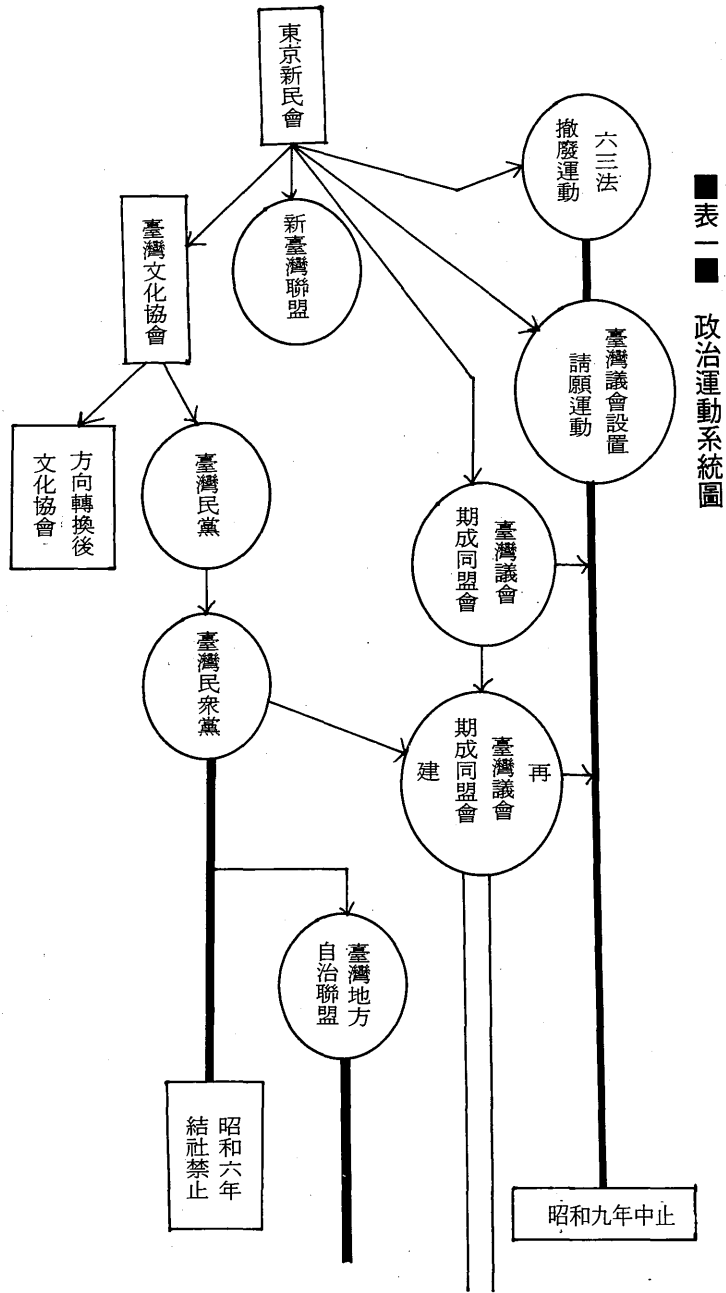 ■表一■ 政治運動系統圖
東京新民會
六三法
撤廢運動
臺灣議會設置
請願運動
臺灣議會
期成同盟會
再
臺灣議會
期成同盟會
建
新臺灣聯盟
臺灣文化協會
臺灣民黨
方向轉換後
文化協會
臺灣民衆黨
臺灣地方
自治聯盟
昭和六年
結社禁止
昭和九年中止